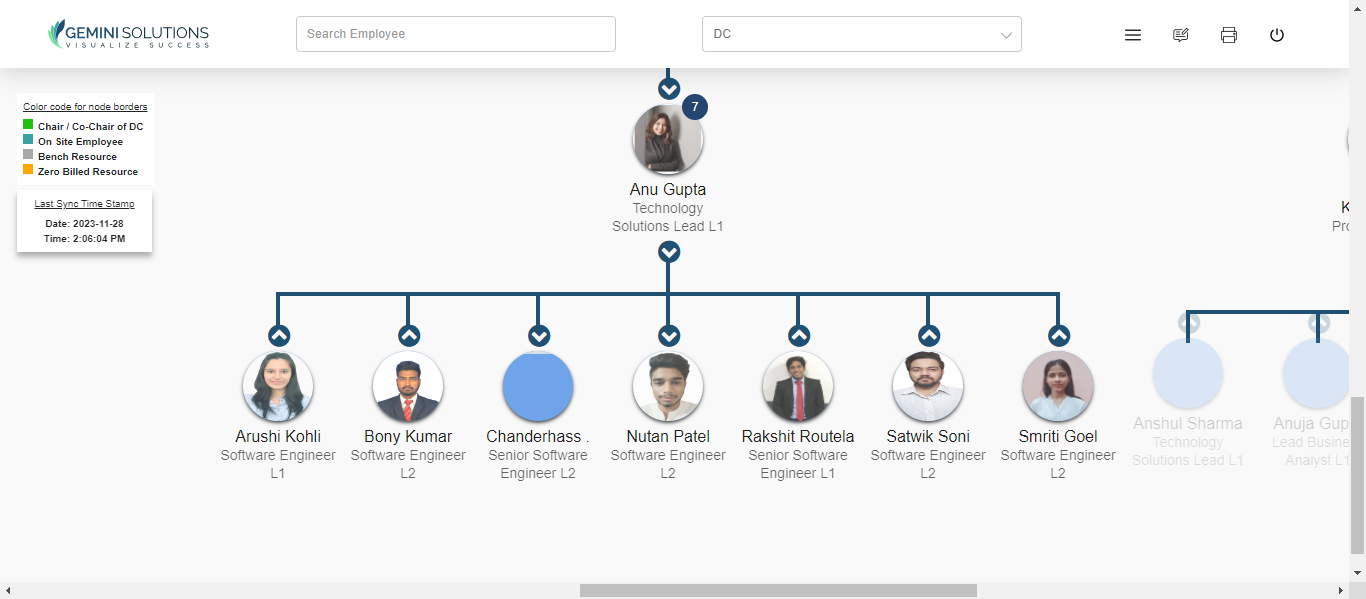 GEMINI SOLUTIONS
VISUALIZE SUCCESS
Search Employee
DC
Color code for node borders
Chair / Co-Chair of DC
On Site Employee
Bench Resource
Zero Billed Resource
Last Sync Time Stamp
Date: 2023-11-28
Time: 2:06:04 PM
7
Anu Gupta
Technology
Solutions Lead L1
K
Pro
Arushi Kohli
Software Engineer
L1
Bony Kumar
Software Engineer
L2
Chanderhass .
Senior Software
Engineer L2
Nutan Patel
Software Engineer
L2
Rakshit Routela
Senior Software
Engineer L1
Satwik Soni
Software Engineer
L2
Smriti Goel
Software Engineer
L2
Anshul Sharma
Technology
Solutions Lead L1
Anuja Gup
Lead Busine
Analyst L1